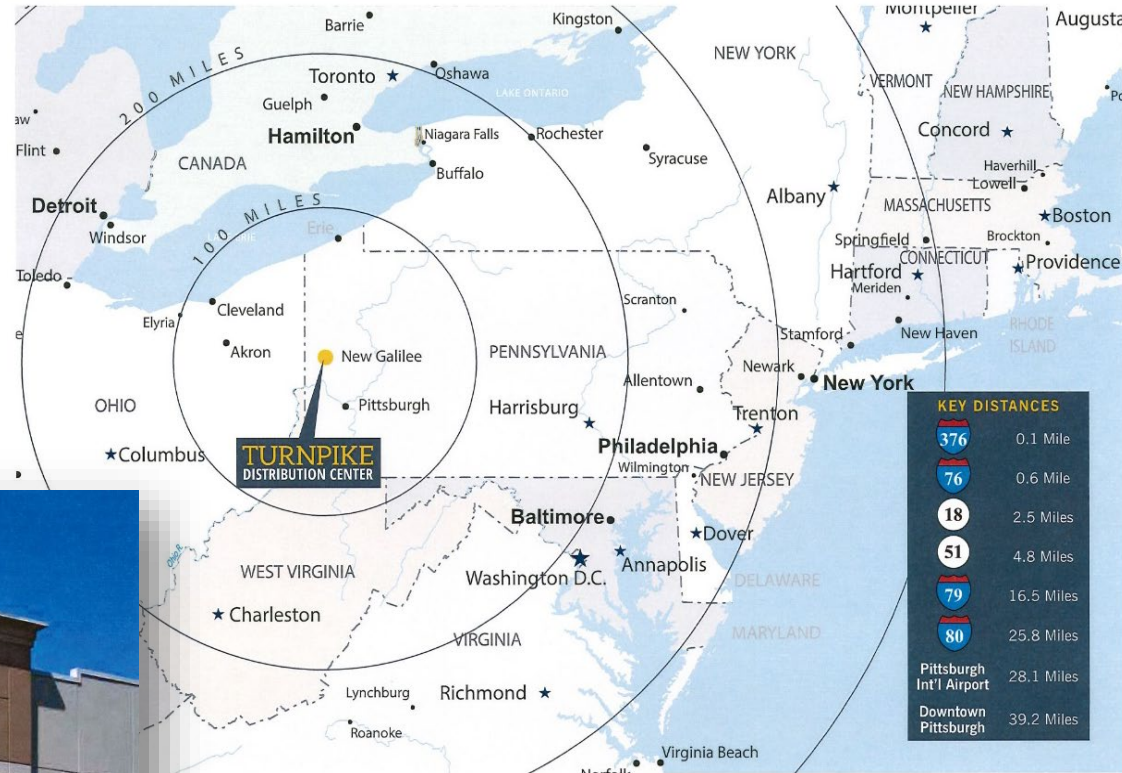 Montpelier
Augusta
Barrie
Kingston
NEW YORK
200 MILES
Toronto
Oshawa
VERMONT
NEW HAMPSHIRE
Guelph
LAKE ONTARIO
Hamilton
Niagara Falls
Rochester
Concord
Flint
CANADA
Buffalo
Syracuse
Haverhill
Lowell
Albany
MASSACHUSETTS
Detroit
Windsor
100 MILES
Erie
Boston
Brockton
Springfield
CONNECTICUT
Providence
Hartford
Meriden
Toledo
Cleveland
Elyria
Scranton
Stamford
New Haven
RHODE
ISLAND
Akron
New Galilee
PENNSYLVANIA
Newark
New York
Allentown
OHIO
Pittsburgh
Harrisburg
Trenton
Columbus
TURNPIKE
DISTRIBUTION CENTER
Philadelphia
Wilmington
NEW JERSEY
Baltimore
Dover
Ohio R.
WEST VIRGINIA
Washington D.C.
Annapolis
DELAWARE
Charleston
VIRGINIA
MARYLAND
Lynchburg
Richmond
Roanoke
Virginia Beach
Norfolk
KEY DISTANCES
376 0.1 Mile
76 0.6 Mile
18 2.5 Miles
51 4.8 Miles
79 16.5 Miles
80 25.8 Miles
Pittsburgh
Int'l Airport 28.1 Miles
Downtown
Pittsburgh 39.2 Miles